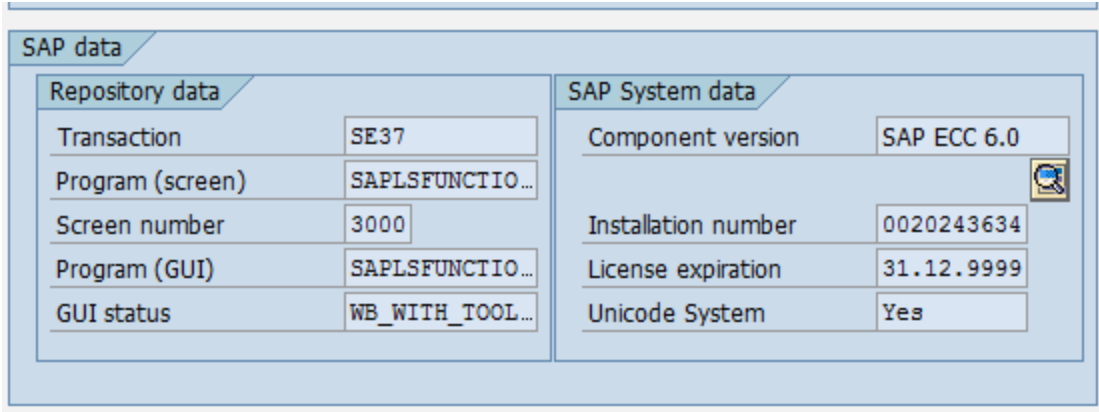 SAP data
Repository data
Transaction SE37
Program (screen) SAPLSFUNCTIO…
Screen number 3000
Program (GUI) SAPLSFUNCTIO…
GUI status WB_WITH_TOOL…
SAP System data
Component version SAP ECC 6.0
Installation number 0020243634
License expiration 31.12.9999
Unicode System Yes